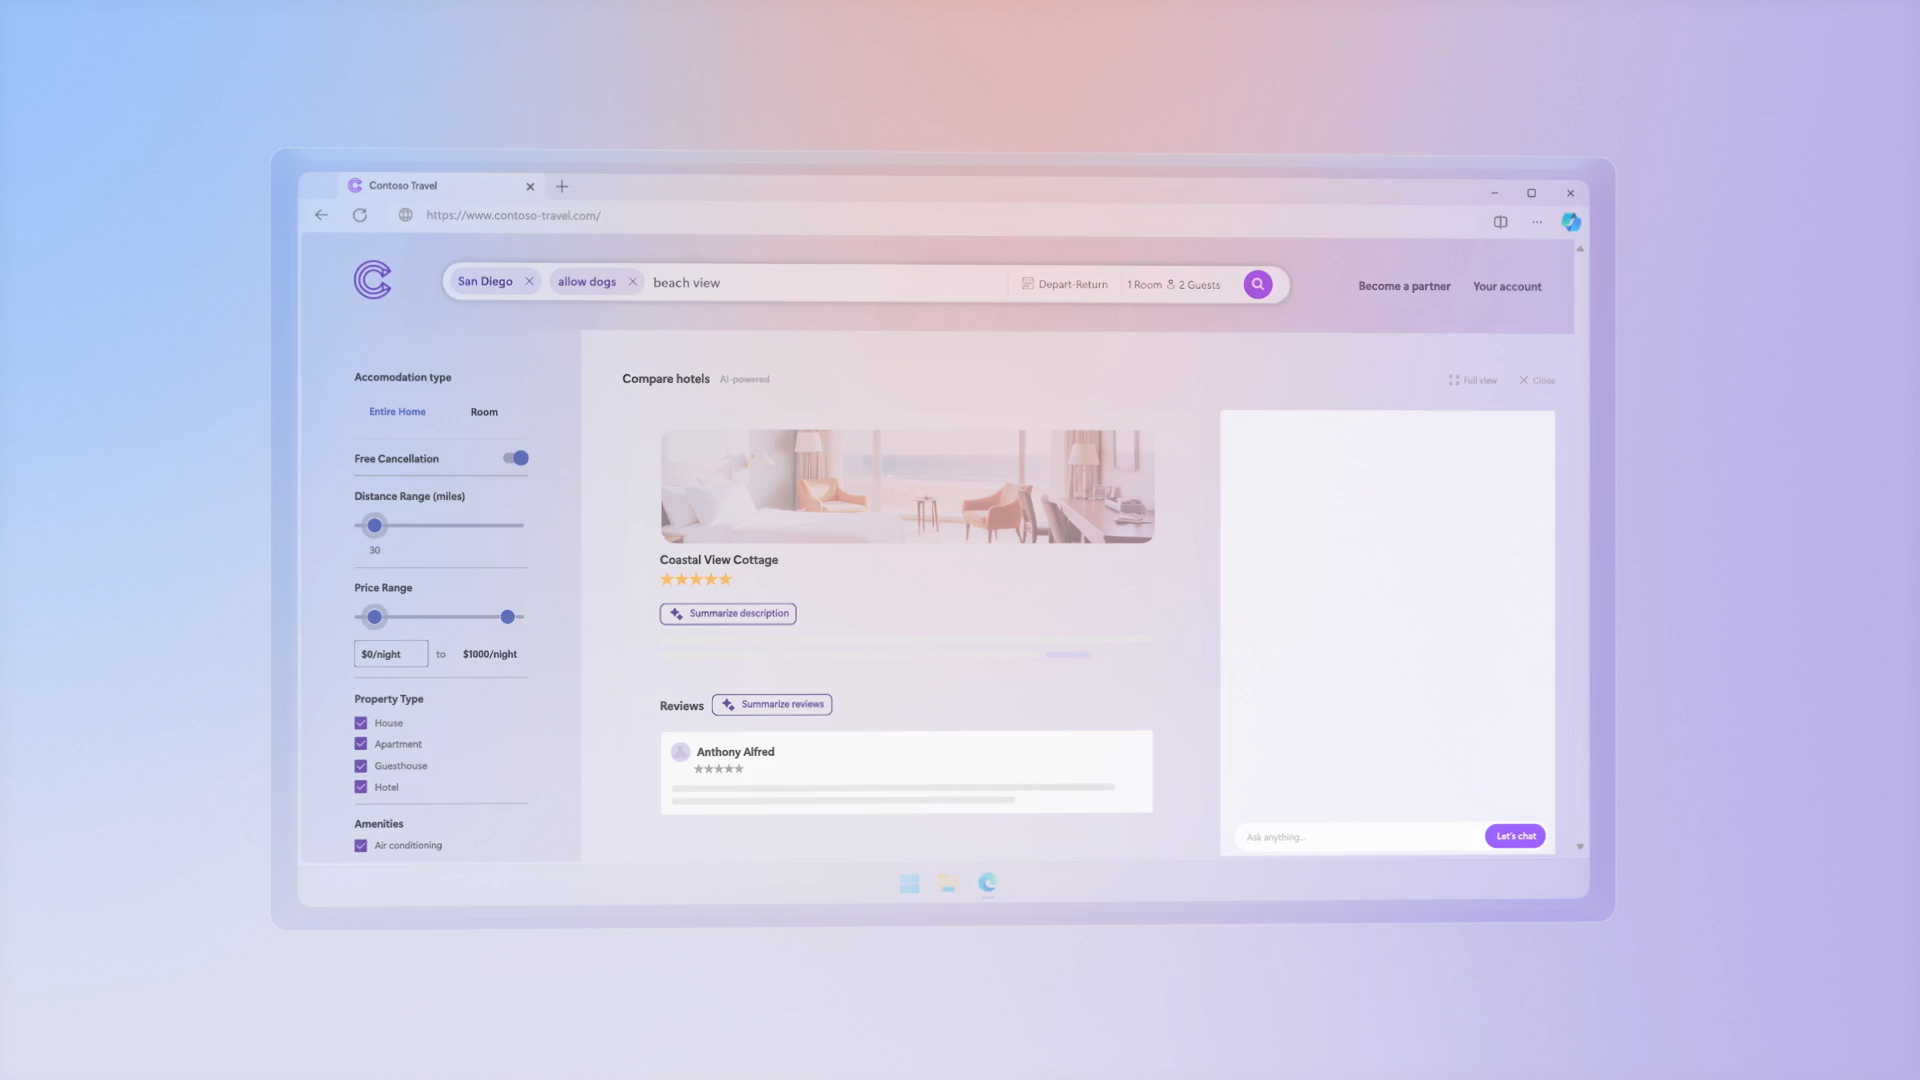 Contoso Travel
https://www.contoso-travel.com/
San Diego
allow dogs
beach view
Depart-Return
1 Room 2 Guests
Become a partner
Your account
Accomodation type
Entire Home
Room
Free Cancellation
Distance Range (miles)
30
Price Range
$0/night to $1000/night
Property Type
House
Apartment
Guesthouse
Hotel
Amenities
Air conditioning
Compare hotels
AI-powered
Full view
Close
Coastal View Cottage
Summarize description
Reviews
Summarize reviews
Anthony Alfred
Ask anything...
Let's chat